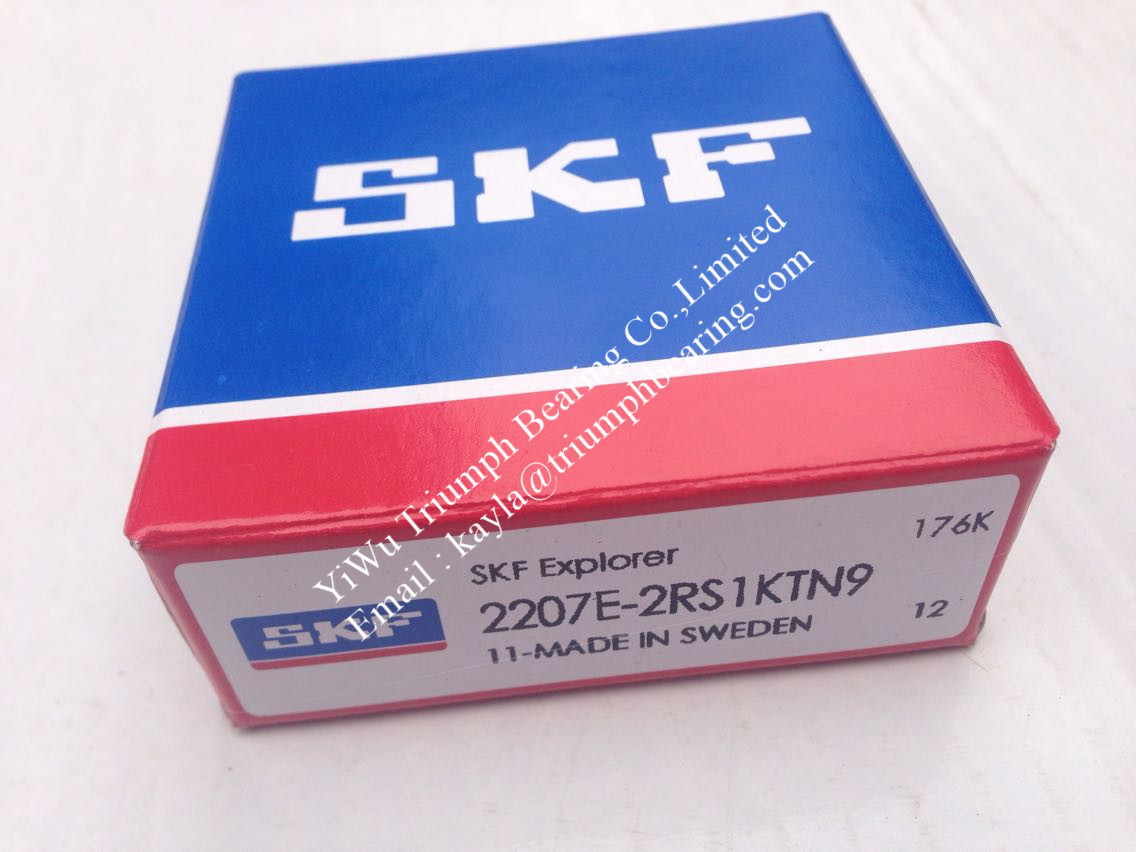 SKF
YiWu Triumph Bearing Co.,Limited
Email : kayla@triumphbearing.com
176K
SKF Explorer
SKF
2207E-2RS1KTN9
12
11-MADE IN SWEDEN